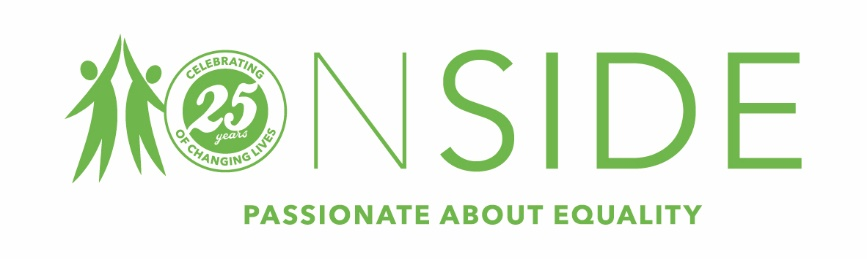 CELEBRATING
25
years
OF CHANGING LIVES
NSIDE
PASSIONATE ABOUT EQUALITY